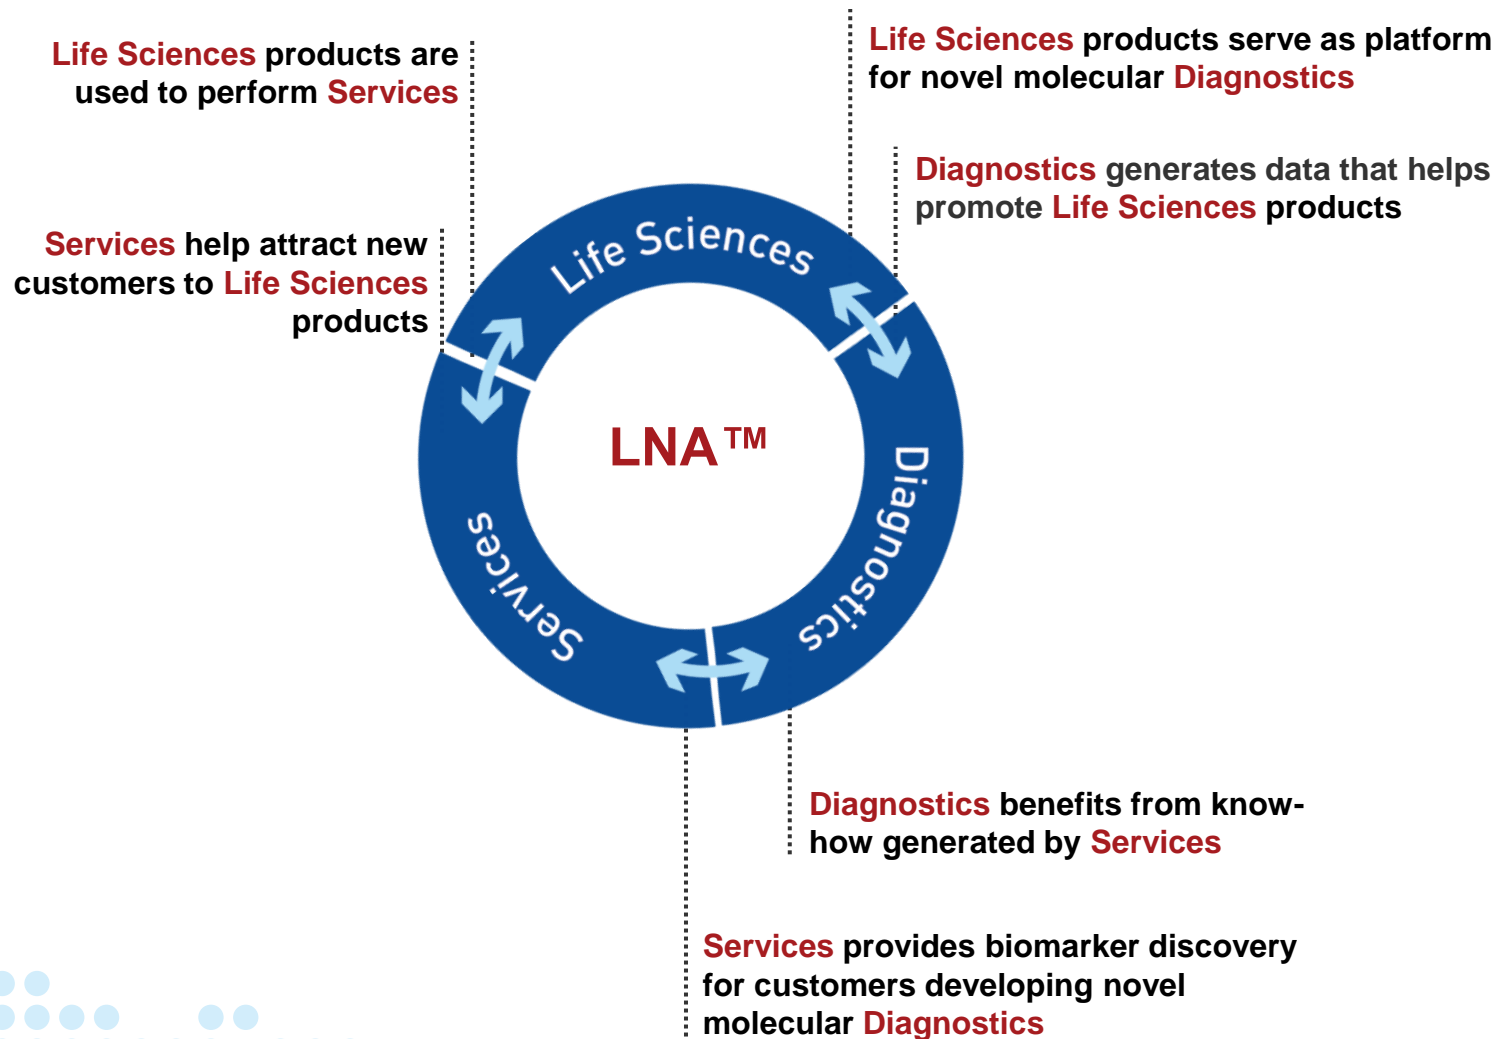 Life Sciences products are
used to perform Services
Life Sciences products serve as platform
for novel molecular Diagnostics
Diagnostics generates data that helps
promote Life Sciences products
Services help attract new
customers to Life Sciences
products
Life Sciences
LNA™
Diagnostics
Services
Diagnostics benefits from know-
how generated by Services
Services provides biomarker discovery
for customers developing novel
molecular Diagnostics